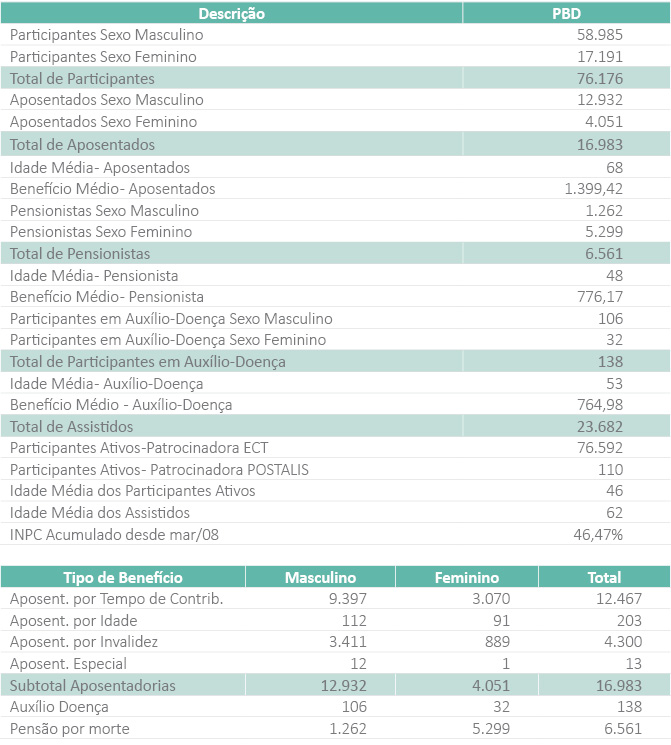 Descrição PBD
Participantes Sexo Masculino 58.985
Participantes Sexo Feminino 17.191
Total de Participantes 76.176
Aposentados Sexo Masculino 12.932
Aposentados Sexo Feminino 4.051
Total de Aposentados 16.983
Idade Média- Aposentados 68
Benefício Médio- Aposentados 1.399,42
Pensionistas Sexo Masculino 1.262
Pensionistas Sexo Feminino 5.299
Total de Pensionistas 6.561
Idade Média- Pensionista 48
Benefício Médio- Pensionista 776,17
Participantes em Auxílio-Doença Sexo Masculino 106
Participantes em Auxílio-Doença Sexo Feminino 32
Total de Participantes em Auxílio-Doença 138
Idade Média- Auxílio-Doença 53
Benefício Médio - Auxílio-Doença 764,98
Total de Assistidos 23.682
Participantes Ativos-Patrocinadora ECT 76.592
Participantes Ativos- Patrocinadora POSTALIS 110
Idade Média dos Participantes Ativos 46
Idade Média dos Assistidos 62
INPC Acumulado desde mar/08 46,47%
Tipo de Benefício Masculino Feminino Total
Aposent. por Tempo de Contrib. 9.397 3.070 12.467
Aposent. por Idade 112 91 203
Aposent. por Invalidez 3.411 889 4.300
Aposent. Especial 12 1 13
Subtotal Aposentadorias 12.932 4.051 16.983
Auxílio Doença 106 32 138
Pensão por morte 1.262 5.299 6.561